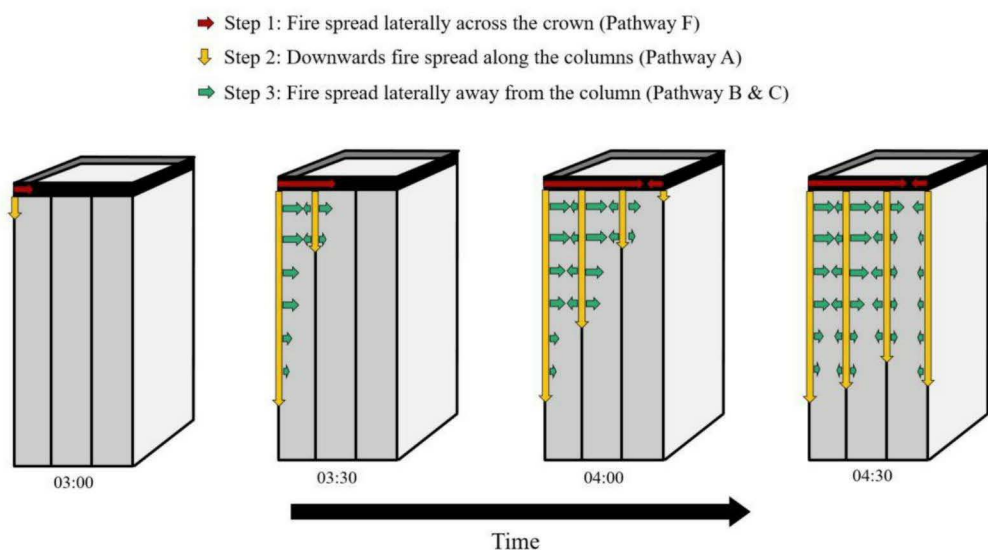 Step 1: Fire spread laterally across the crown (Pathway F)
Step 2: Downwards fire spread along the columns (Pathway A)
Step 3: Fire spread laterally away from the column (Pathway B & C)
03:00
03:30
04:00
04:30
Time